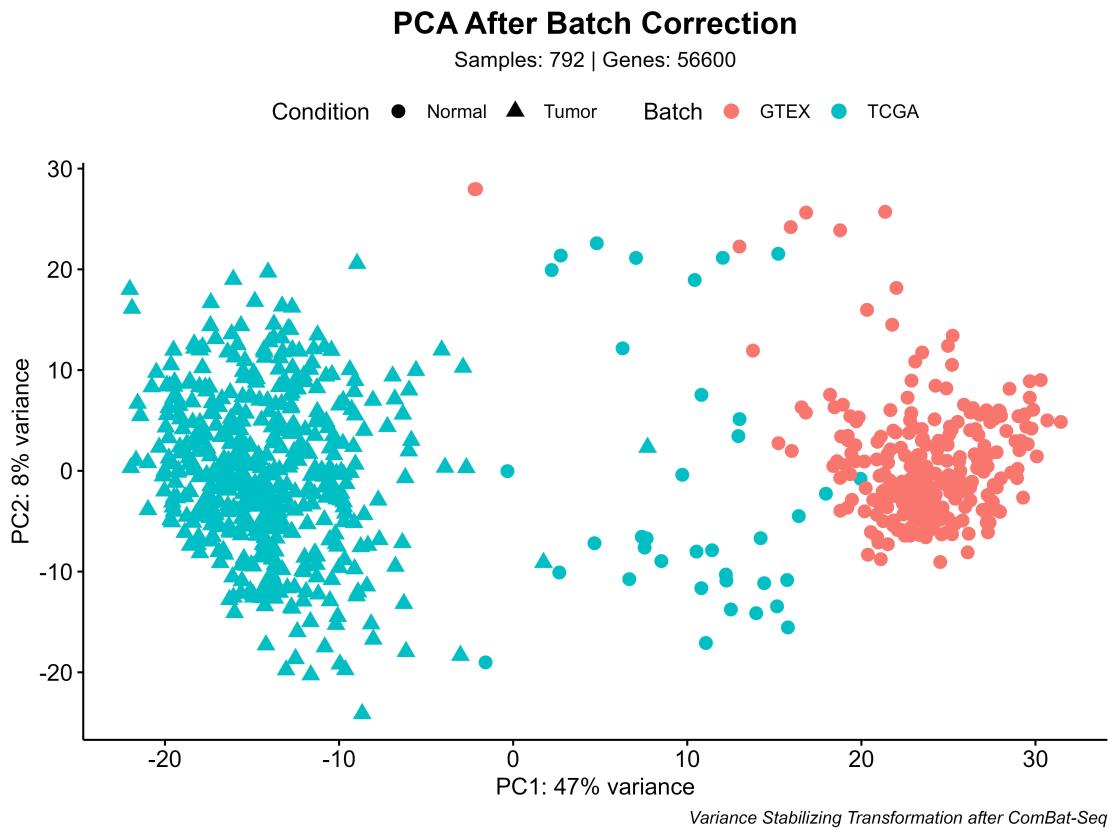 PCA After Batch Correction
Samples: 792 | Genes: 56600
Condition Normal Tumor Batch GTEX TCGA
30
20
10
0
-10
-20
PC2: 8% variance
-20 -10 0 10 20 30
PC1: 47% variance
Variance Stabilizing Transformation after ComBat-Seq